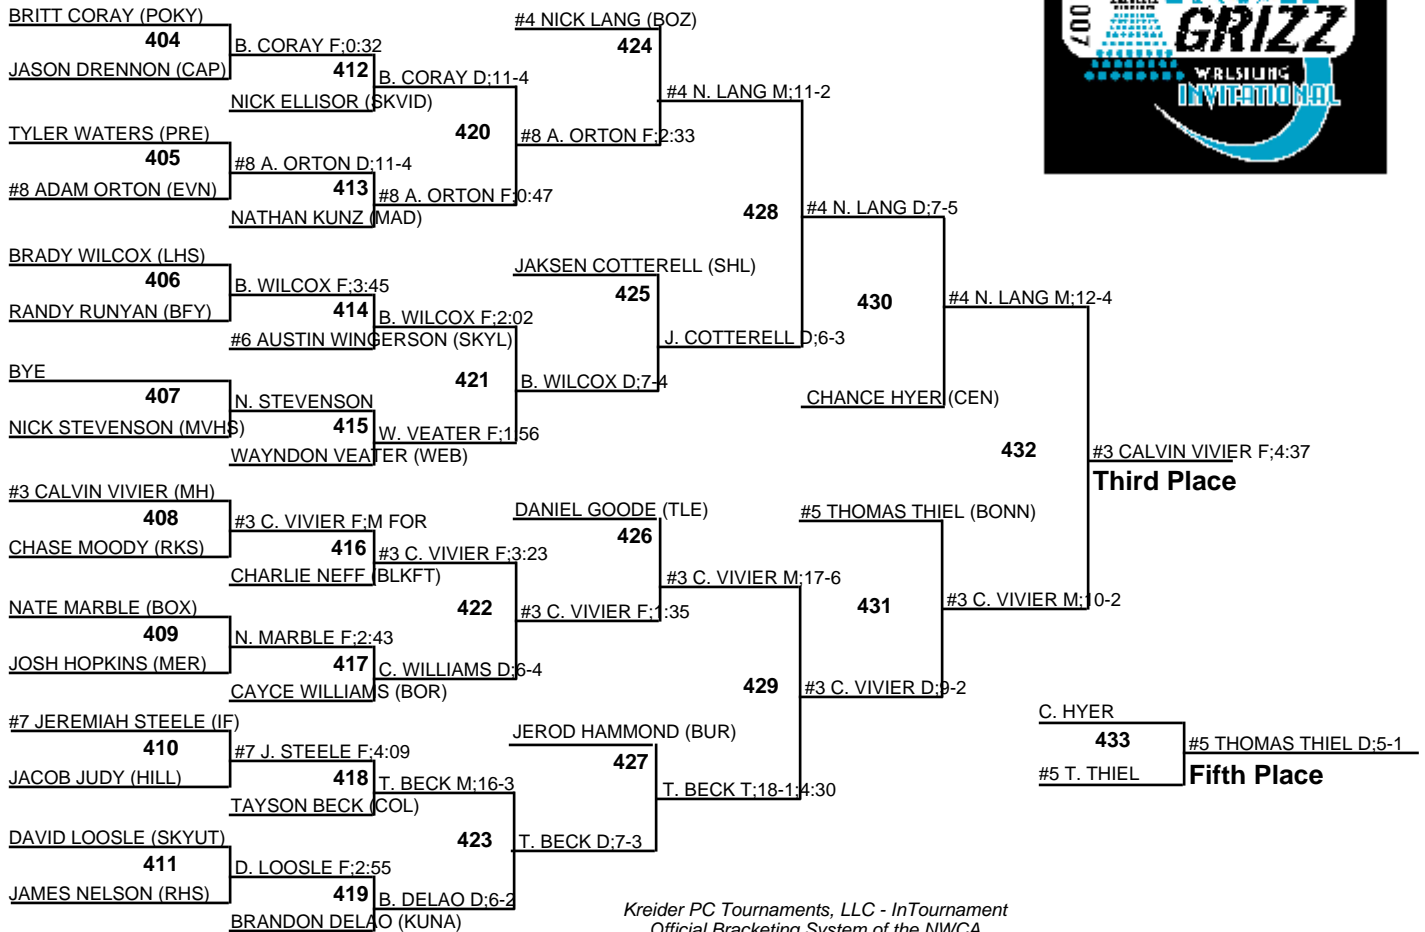 BRITT CORAY (POKY)
404
JASON DRENNON (CAP)
B. CORAY F;0:32
412
NICK ELLISOR (SKVID)
B. CORAY D;11-4
TYLER WATERS (PRE)
405
#8 ADAM ORTON (EVN)
#8 A. ORTON D;11-4
413
NATHAN KUNZ (MAD)
#8 A. ORTON F;0:47
420
#8 A. ORTON F;2:33
#4 NICK LANG (BOZ)
424
#4 N. LANG M;11-2
BRADY WILCOX (LHS)
406
RANDY RUNYAN (BFY)
B. WILCOX F;3:45
414
#6 AUSTIN WINGERSON (SKYL)
B. WILCOX F;2:02
BYE
407
NICK STEVENSON (MVHS)
N. STEVENSON
415
WAYNDON VEATER (WEB)
W. VEATER F;1:56
421
B. WILCOX D;7-4
JAKSEN COTTERELL (SHL)
425
J. COTTERELL D;6-3
428
#4 N. LANG D;7-5
430
CHANCE HYER (CEN)
#4 N. LANG M;12-4
#3 CALVIN VIVIER (MH)
408
CHASE MOODY (RKS)
#3 C. VIVIER F;M FOR
416
CHARLIE NEFF (BLKFT)
#3 C. VIVIER F;3:23
NATE MARBLE (BOX)
409
JOSH HOPKINS (MER)
N. MARBLE F;2:43
417
CAYCE WILLIAMS (BOR)
C. WILLIAMS D;6-4
422
#3 C. VIVIER F;1:35
DANIEL GOODE (TLE)
426
#3 C. VIVIER M;17-6
#7 JEREMIAH STEELE (IF)
410
JACOB JUDY (HILL)
#7 J. STEELE F;4:09
418
TAYSON BECK (COL)
T. BECK M;16-3
DAVID LOOSLE (SKYUT)
411
JAMES NELSON (RHS)
D. LOOSLE F;2:55
419
BRANDON DELAO (KUNA)
B. DELAO D;6-2
423
T. BECK D;7-3
JEROD HAMMOND (BUR)
427
T. BECK T;18-1;4:30
429
#3 C. VIVIER D;9-2
#5 THOMAS THIEL (BONN)
431
#3 C. VIVIER M;10-2
432
#3 CALVIN VIVIER F;4:37
Third Place
C. HYER
433
#5 T. THIEL
#5 THOMAS THIEL D;5-1
Fifth Place
GRIZZ
WRESTLING
INVITATIONAL
Kreider PC Tournaments, LLC - InTournament
Official Bracketing System of the NWCA